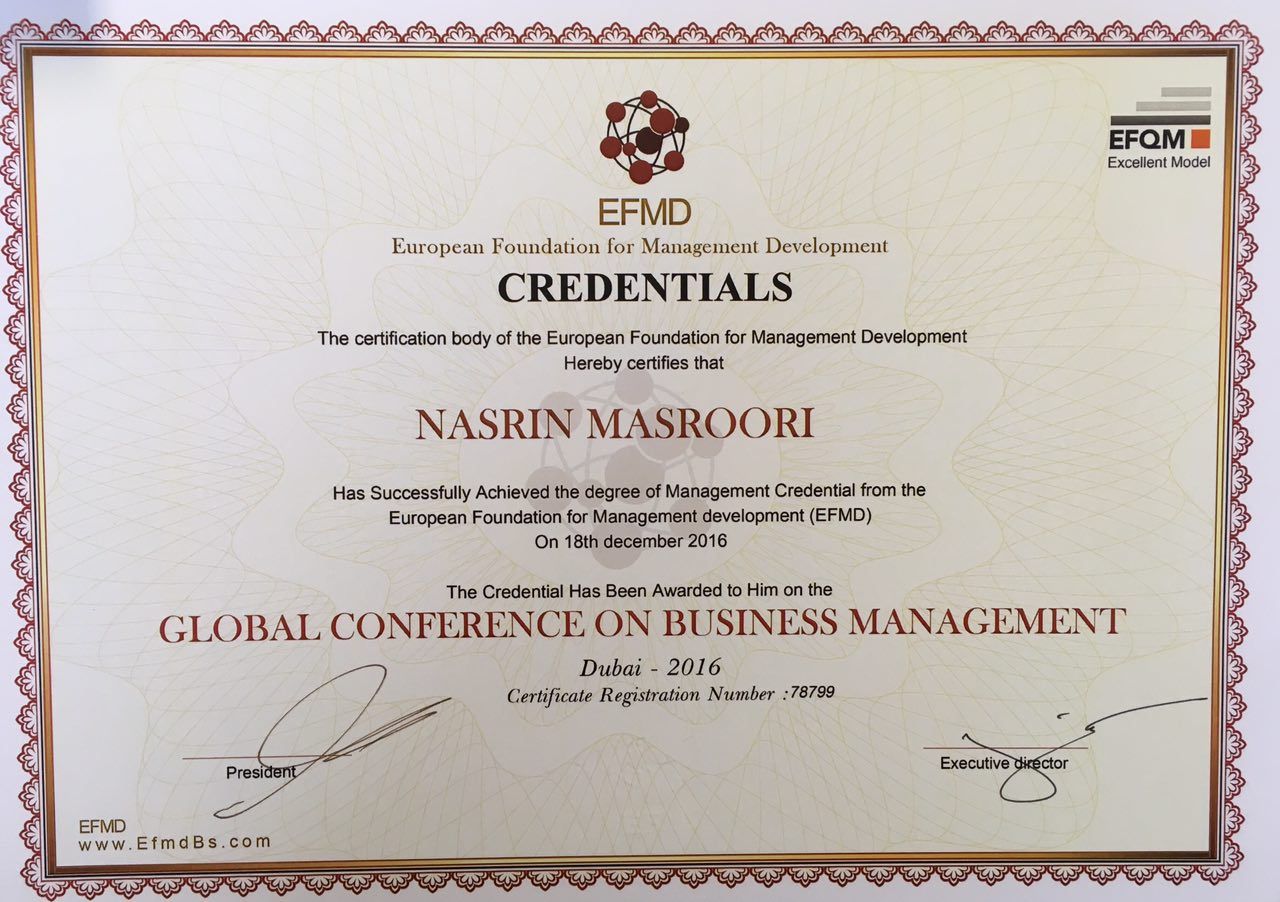 EFQM
Excellent Model
EFMD
European Foundation for Management Development
CREDENTIALS
The certification body of the European Foundation for Management Development
Hereby certifies that
NASRIN MASROORI
Has Successfully Achieved the degree of Management Credential from the
European Foundation for Management development (EFMD)
On 18th december 2016
The Credential Has Been Awarded to Him on the
GLOBAL CONFERENCE ON BUSINESS MANAGEMENT
Dubai - 2016
Certificate Registration Number :78799
President
Executive director
EFMD
www.EfmdBs.com